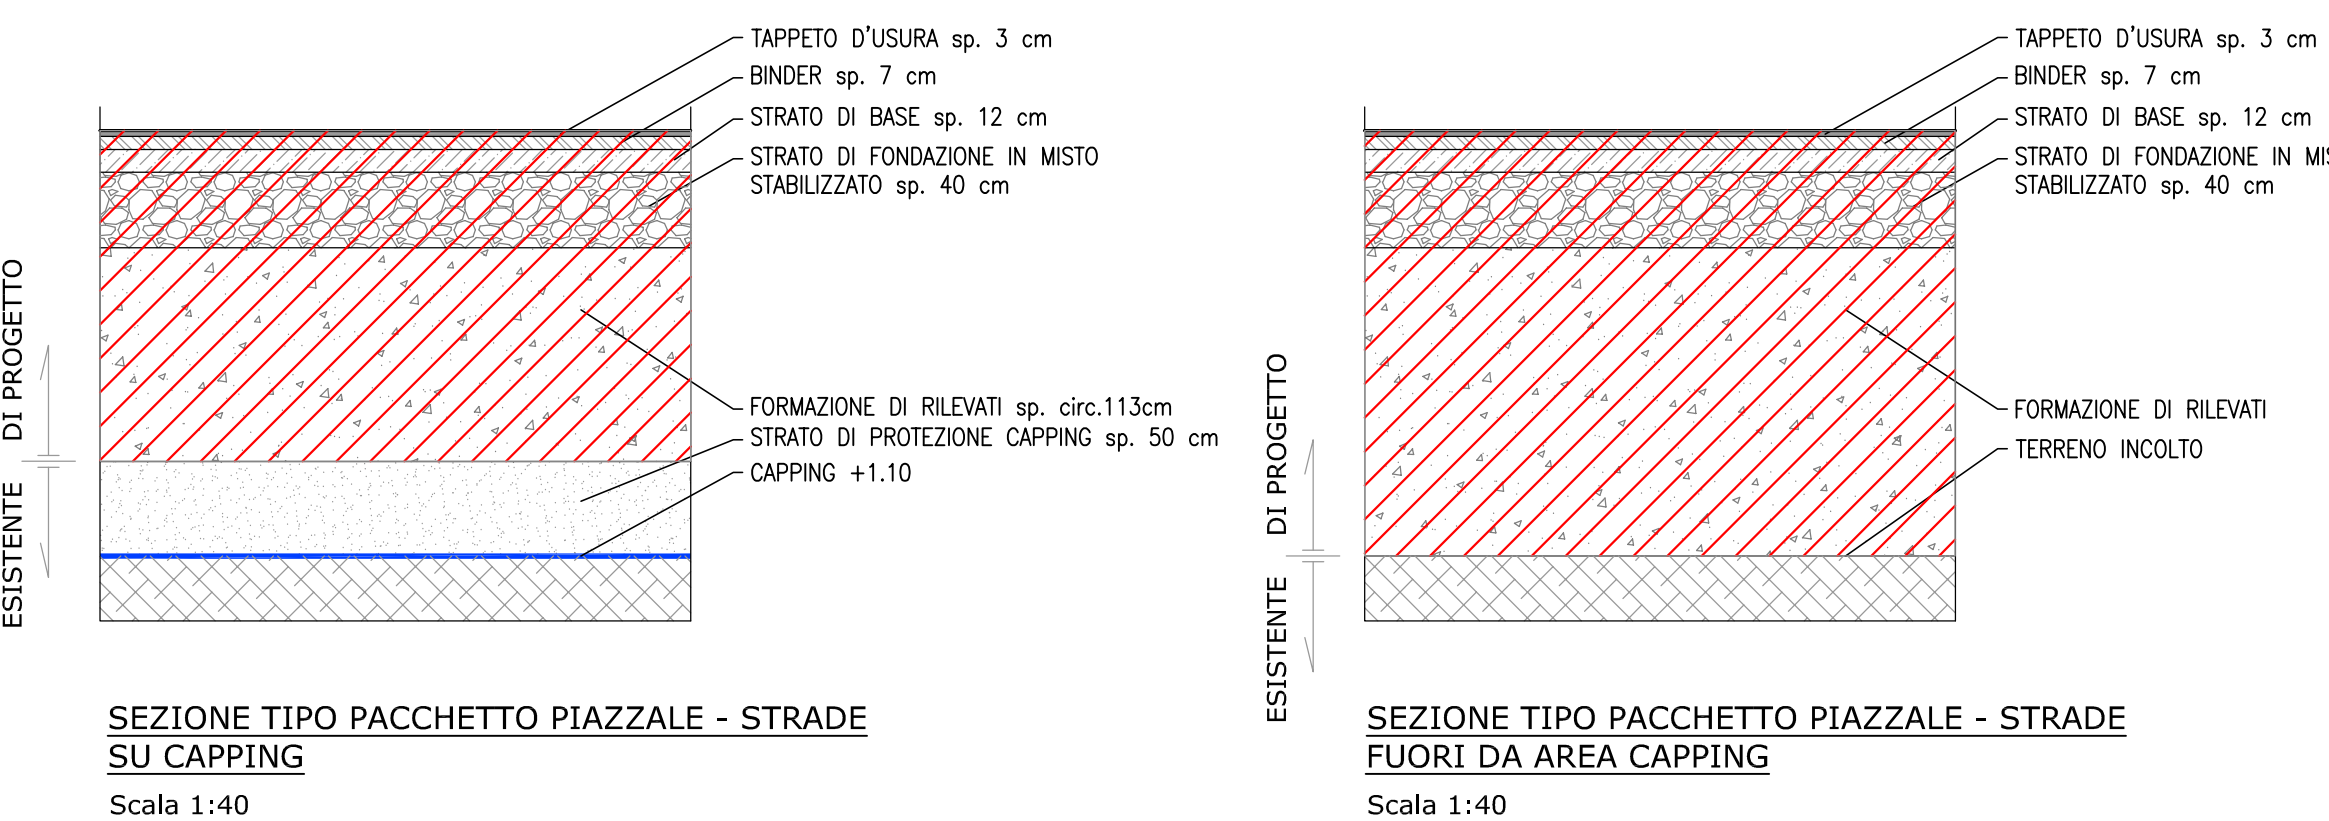 TAPPETO D'USURA sp. 3 cm
BINDER sp. 7 cm
STRATO DI BASE sp. 12 cm
STRATO DI FONDAZIONE IN MISTO
STABILIZZATO sp. 40 cm
FORMAZIONE DI RILEVATI sp. circ.113cm
STRATO DI PROTEZIONE CAPPING sp. 50 cm
CAPPING +1.10
DI PROGETTO
ESISTENTE
SEZIONE TIPO PACCHETTO PIAZZALE - STRADE
SU CAPPING
Scala 1:40
TAPPETO D'USURA sp. 3 cm
BINDER sp. 7 cm
STRATO DI BASE sp. 12 cm
STRATO DI FONDAZIONE IN
STABILIZZATO sp. 40 cm
FORMAZIONE DI RILEVATI
TERRENO INCOLTO
DI PROGETTO
ESISTENTE
SEZIONE TIPO PACCHETTO PIAZZALE - STRADE
FUORI DA AREA CAPPING
Scala 1:40